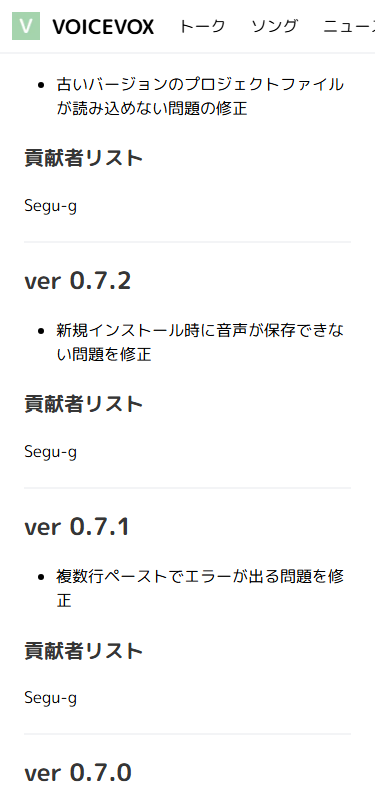 V VOICEVOX トーク ソング ニュース
古いバージョンのプロジェクトファイル
が読み込めない問題の修正
貢献者リスト
Segu-g
ver 0.7.2
新規インストール時に音声が保存できな
い問題を修正
貢献者リスト
Segu-g
ver 0.7.1
複数行ペーストでエラーが出る問題を修
正
貢献者リスト
Segu-g
ver 0.7.0